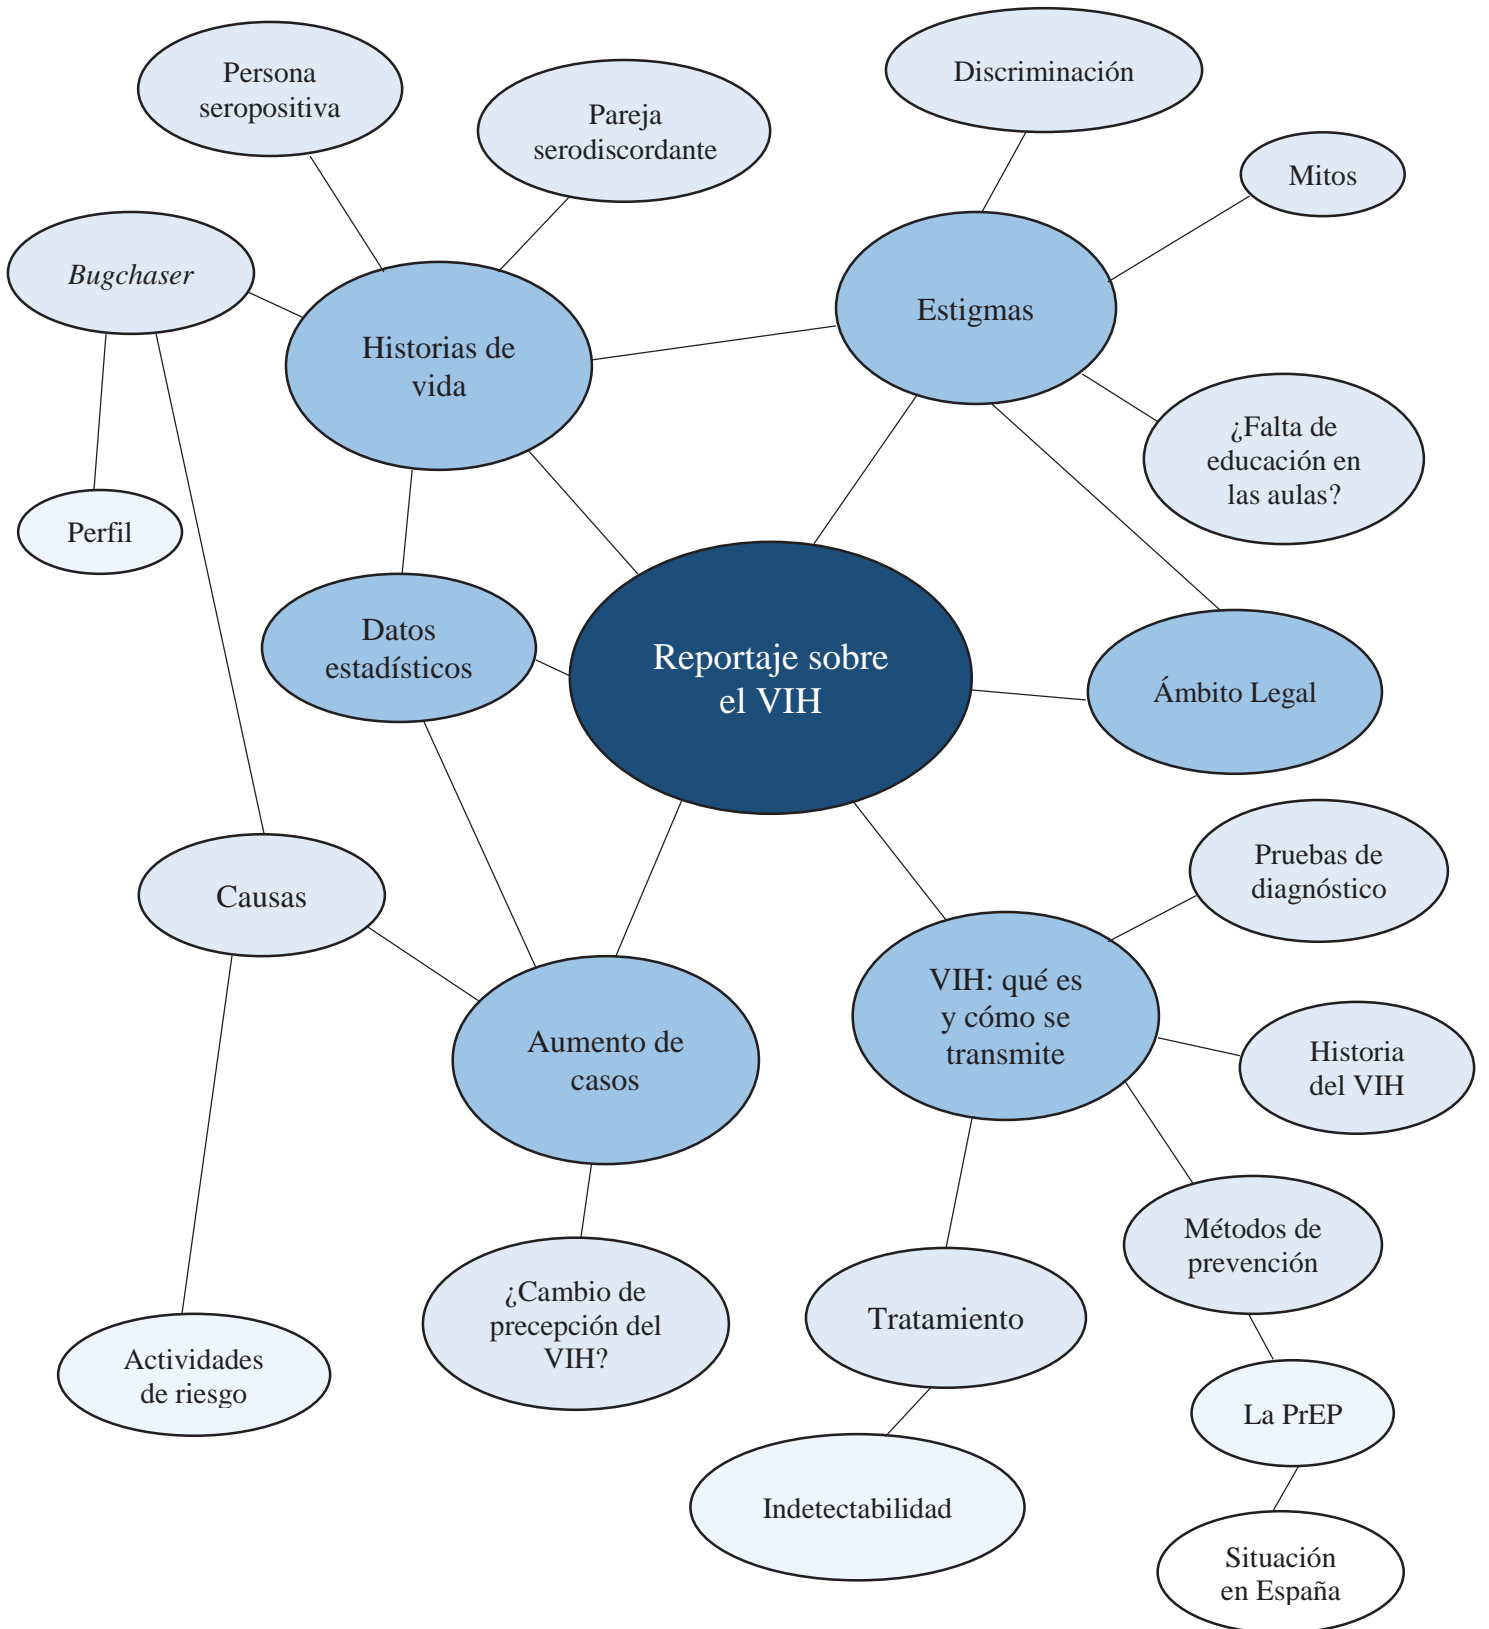 Persona
seropositiva
Pareja
serodiscordante
Discriminación
Mitos
Bugchaser
Historias de
vida
Estigmas
¿Falta de
educación en
las aulas?
Perfil
Datos
estadísticos
Reportaje sobre
el VIH
Ámbito Legal
Causas
Pruebas de
diagnóstico
Aumento de
casos
VIH: qué es
y cómo se
transmite
Historia
del VIH
Métodos de
prevención
¿Cambio de
precepción del
VIH?
Tratamiento
Actividades
de riesgo
La PrEP
Indetectabilidad
Situación
en España